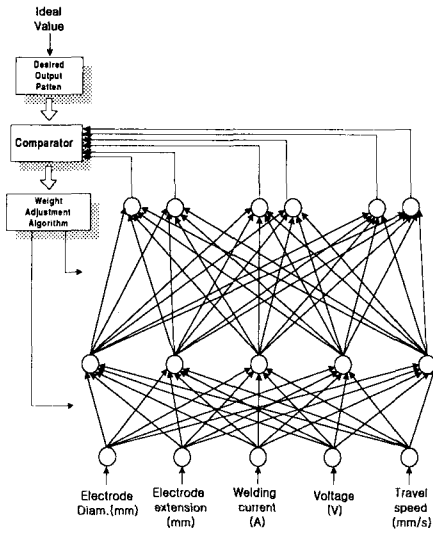 Ideal
Value
Desired
Output
Patten
Comparator
Weight
Adjustment
Algorithm
Electrode
Diam.(mm)
Electrode
extension
(mm)
Welding
current
(A)
Voltage
(V)
Travel
speed
(mm/s)